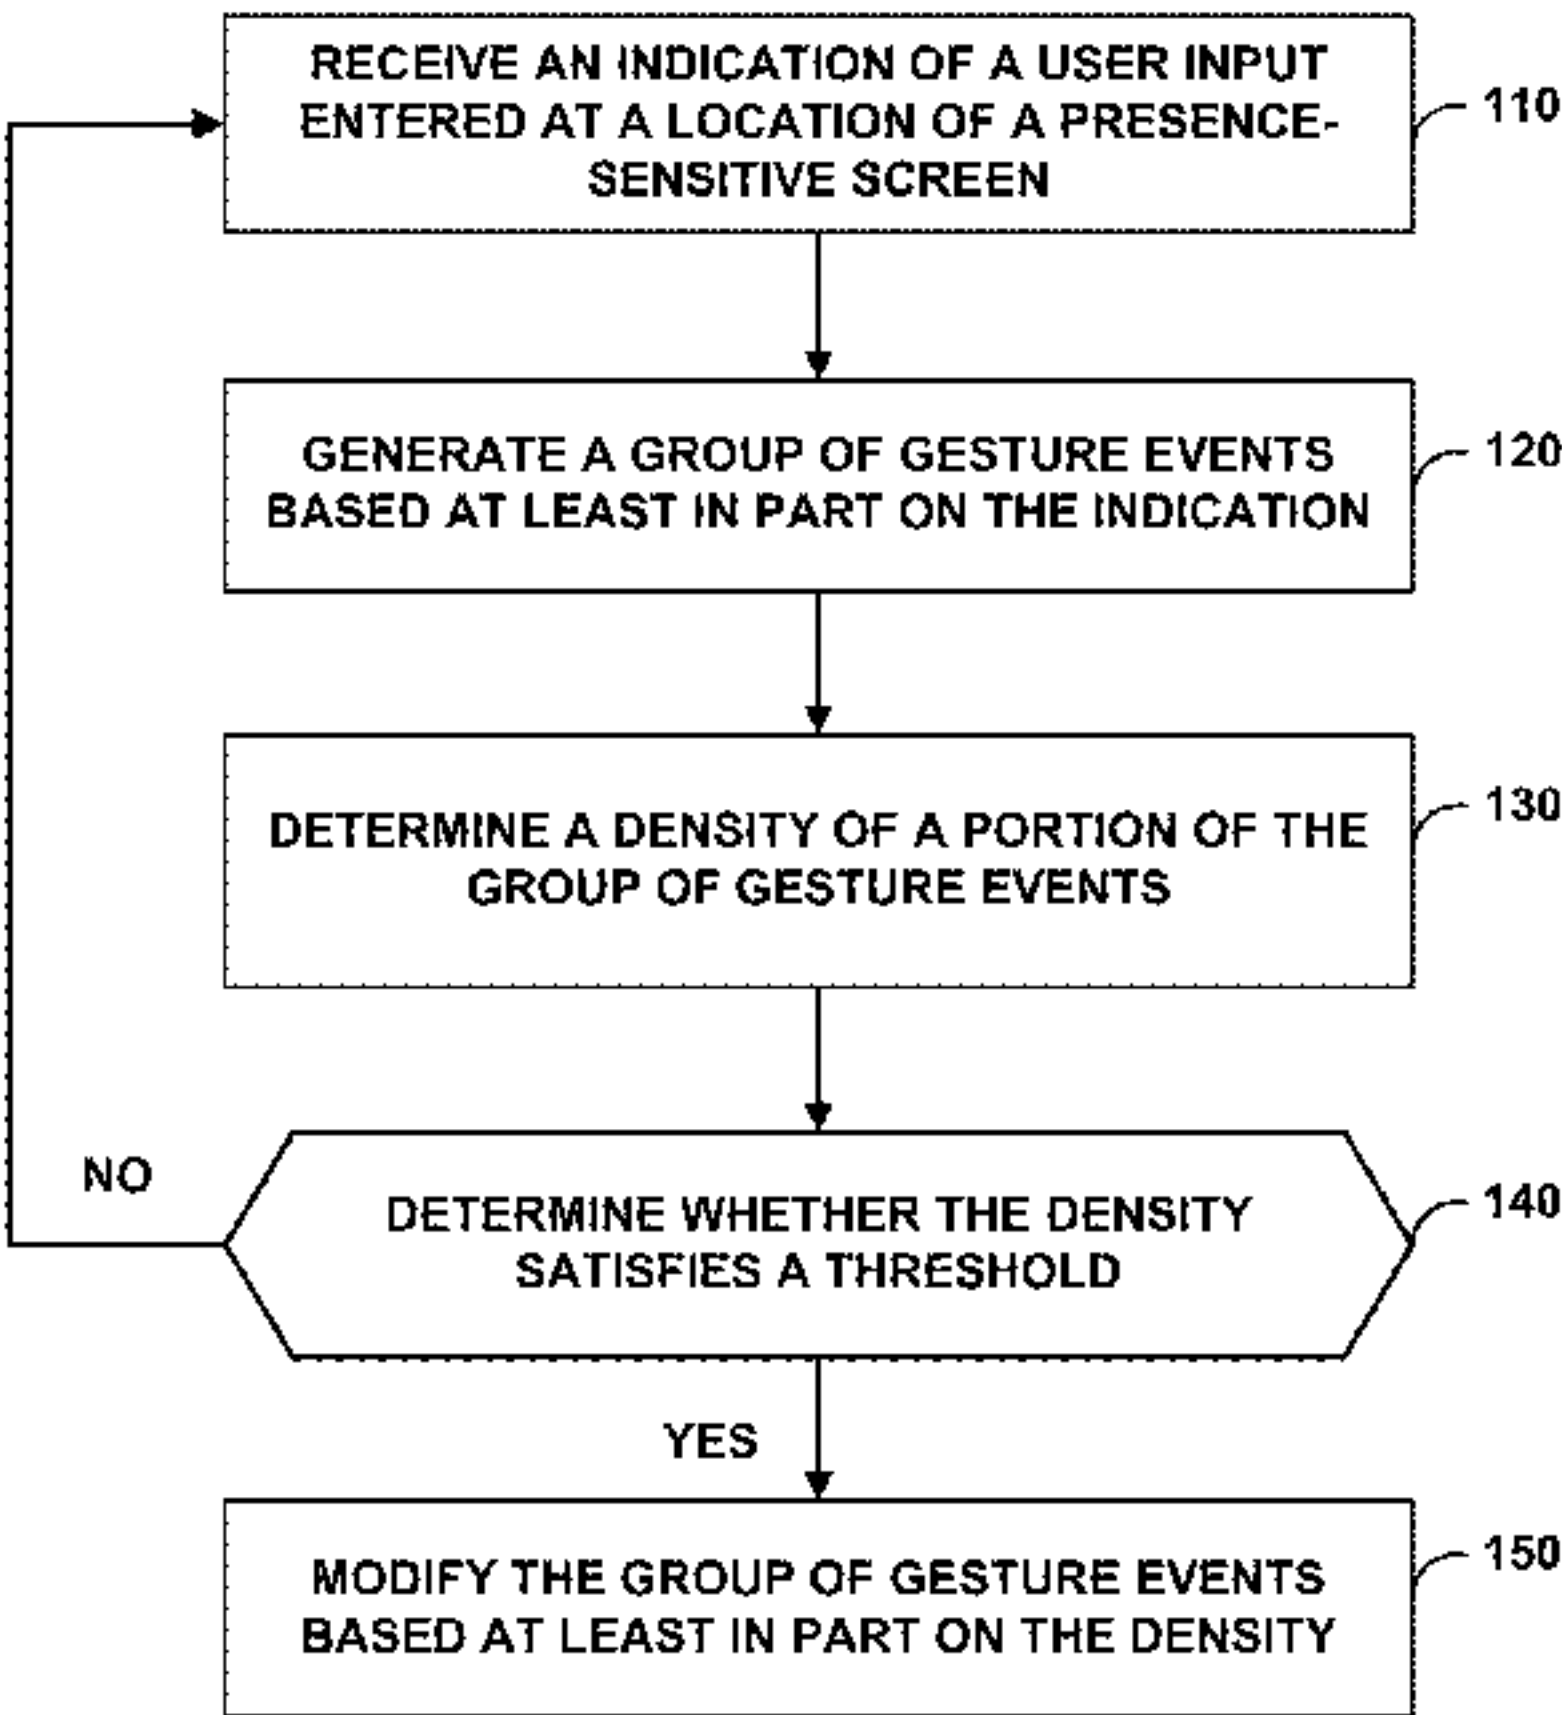 RECEIVE AN INDICATION OF A USER INPUT
ENTERED AT A LOCATION OF A PRESENCE-
SENSITIVE SCREEN
110
GENERATE A GROUP OF GESTURE EVENTS
BASED AT LEAST IN PART ON THE INDICATION
120
DETERMINE A DENSITY OF A PORTION OF THE
GROUP OF GESTURE EVENTS
130
NO
DETERMINE WHETHER THE DENSITY
SATISFIES A THRESHOLD
140
YES
MODIFY THE GROUP OF GESTURE EVENTS
BASED AT LEAST IN PART ON THE DENSITY
150